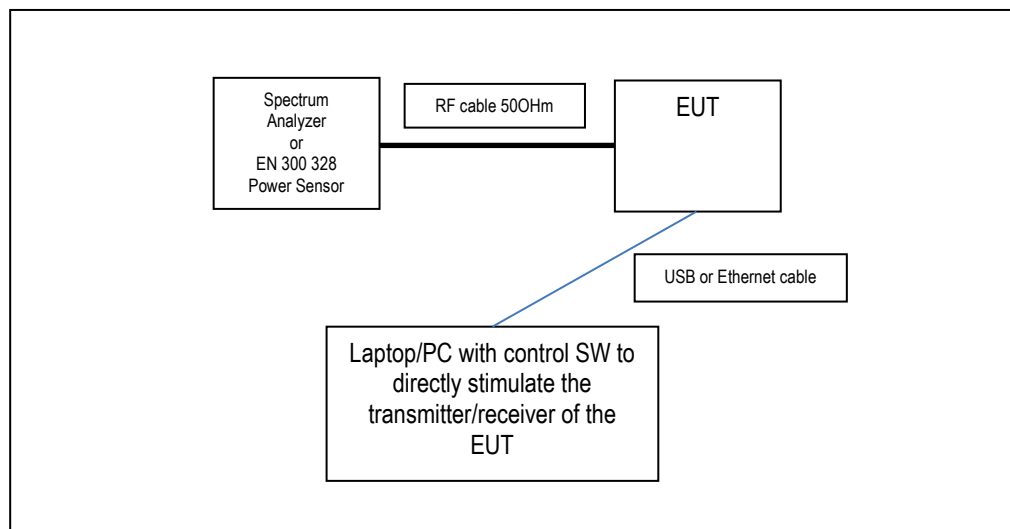 Spectrum
Analyzer
or
EN 300 328
Power Sensor
RF cable 50OHm
EUT
USB or Ethernet cable
Laptop/PC with control SW to
directly stimulate the
transmitter/receiver of the
EUT